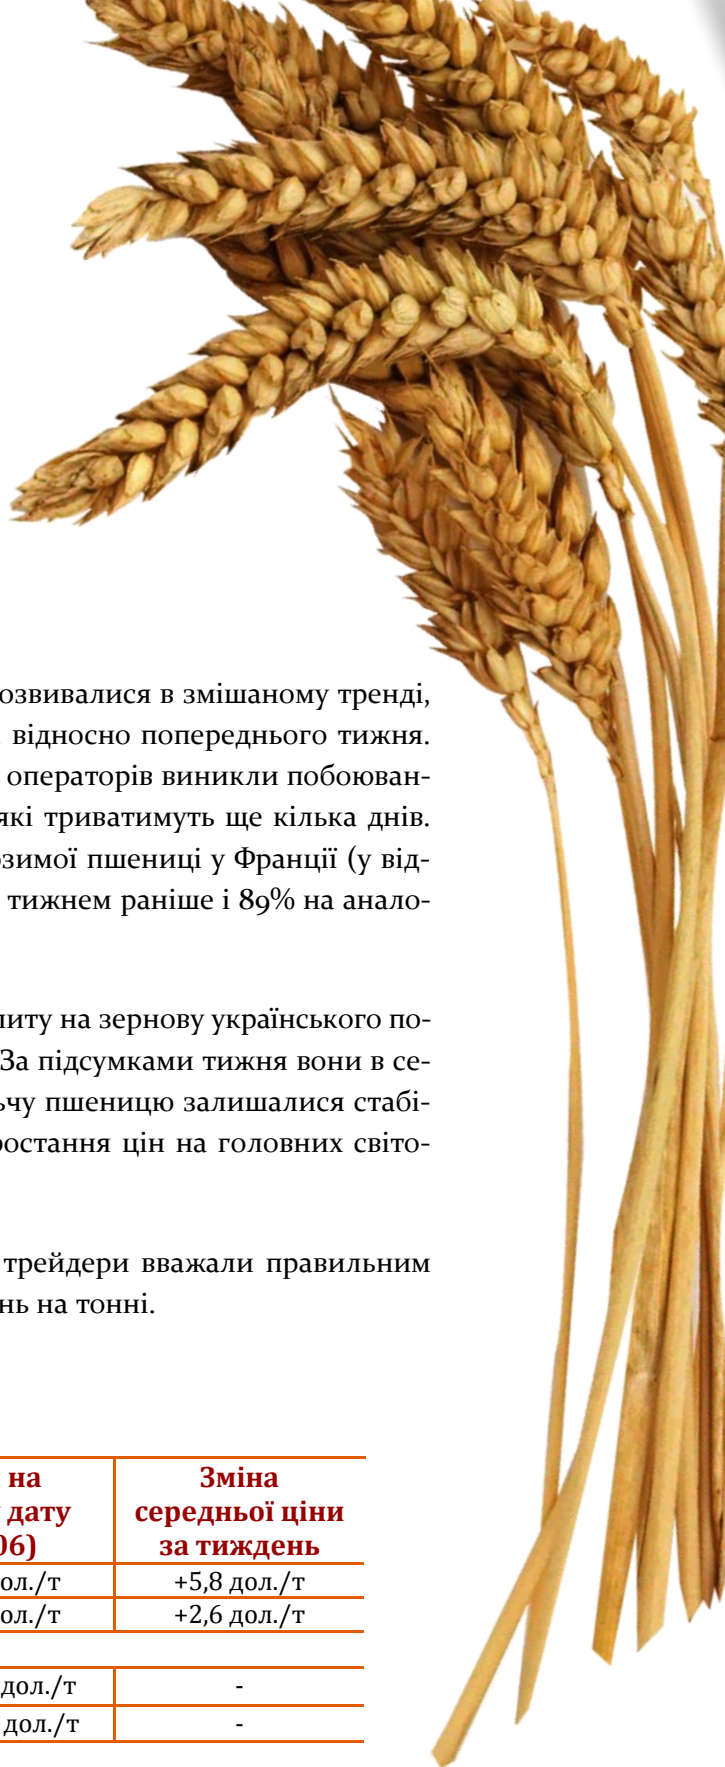 озвивалися в змішаному тренді,
відносно попереднього тижня.
операторів виникли побоюван-
які триватимуть ще кілька днів.
озимої пшениці у Франції (у від-
тижнем раніше і 89% на анало-
питу на зернову українського по-
За підсумками тижня вони в се-
ьчу пшеницю залишалися стабі-
ростання цін на головних світо-
трейдери вважали правильним
нь на тонні.
на Зміна
дату середньої ціни
06) за тиждень
ол./т +5,8 дол./т
ол./т +2,6 дол./т
дол./т -
дол./т -